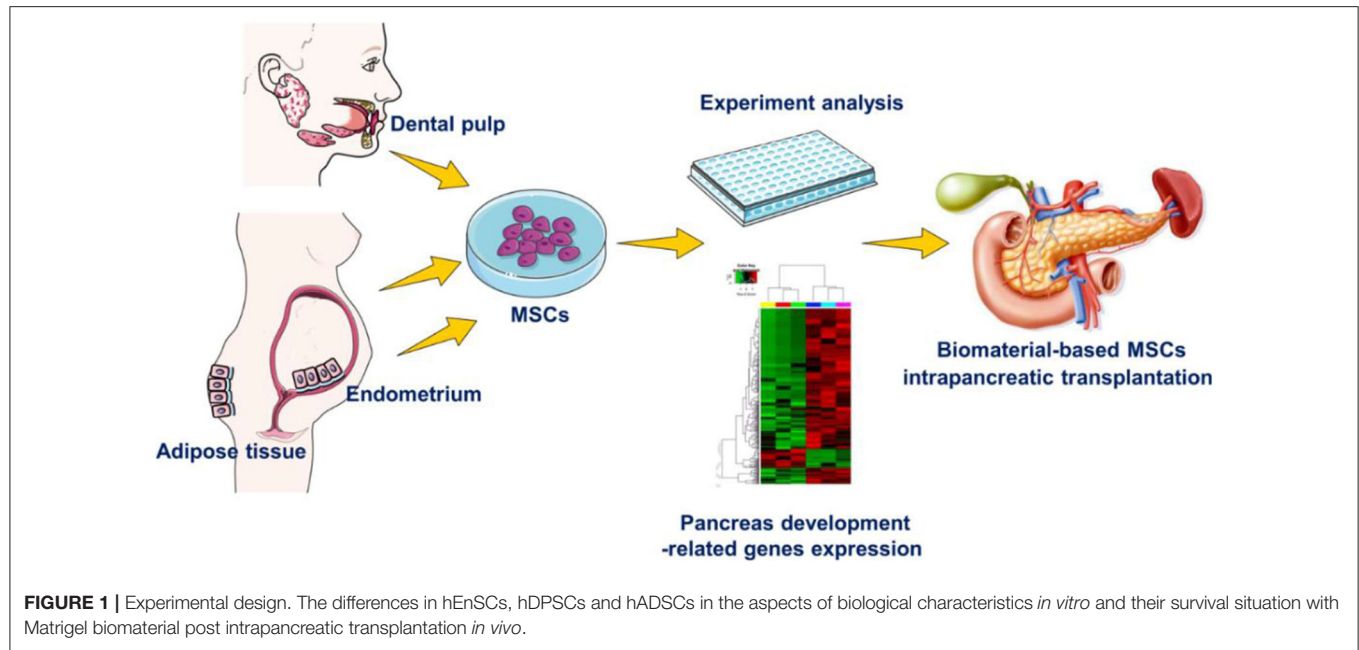 Dental pulp
Experiment analysis
MSCs
Endometrium
Adipose tissue
Color Key
Biomaterial-based MSCs
intrapancreatic transplantation
Pancreas development
-related genes expression
FIGURE 1 | Experimental design. The differences in hEnSCs, hDPSCs and hADSCs in the aspects of biological characteristics in vitro and their survival situation with
Matrigel biomaterial post intrapancreatic transplantation in vivo.